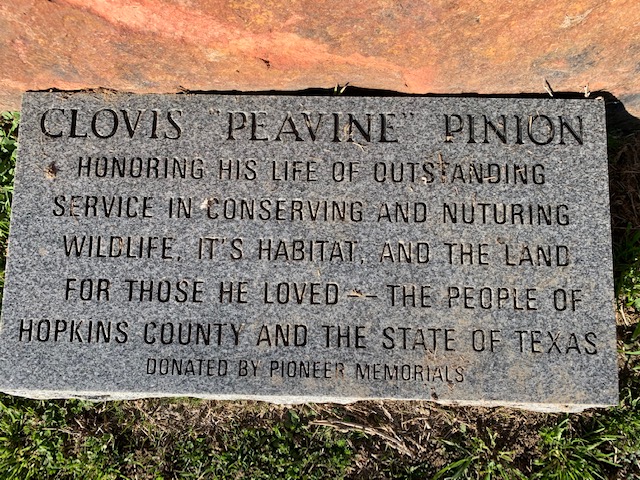 CLOVIS "PEAVINE" PINION
HONORING HIS LIFE OF OUTSTANDING
SERVICE IN CONSERVING AND NUTURING
WILDLIFE, IT'S HABITAT, AND THE LAND
FOR THOSE HE LOVED — THE PEOPLE OF
HOPKINS COUNTY AND THE STATE OF TEXAS
DONATED BY PIONEER MEMORIALS